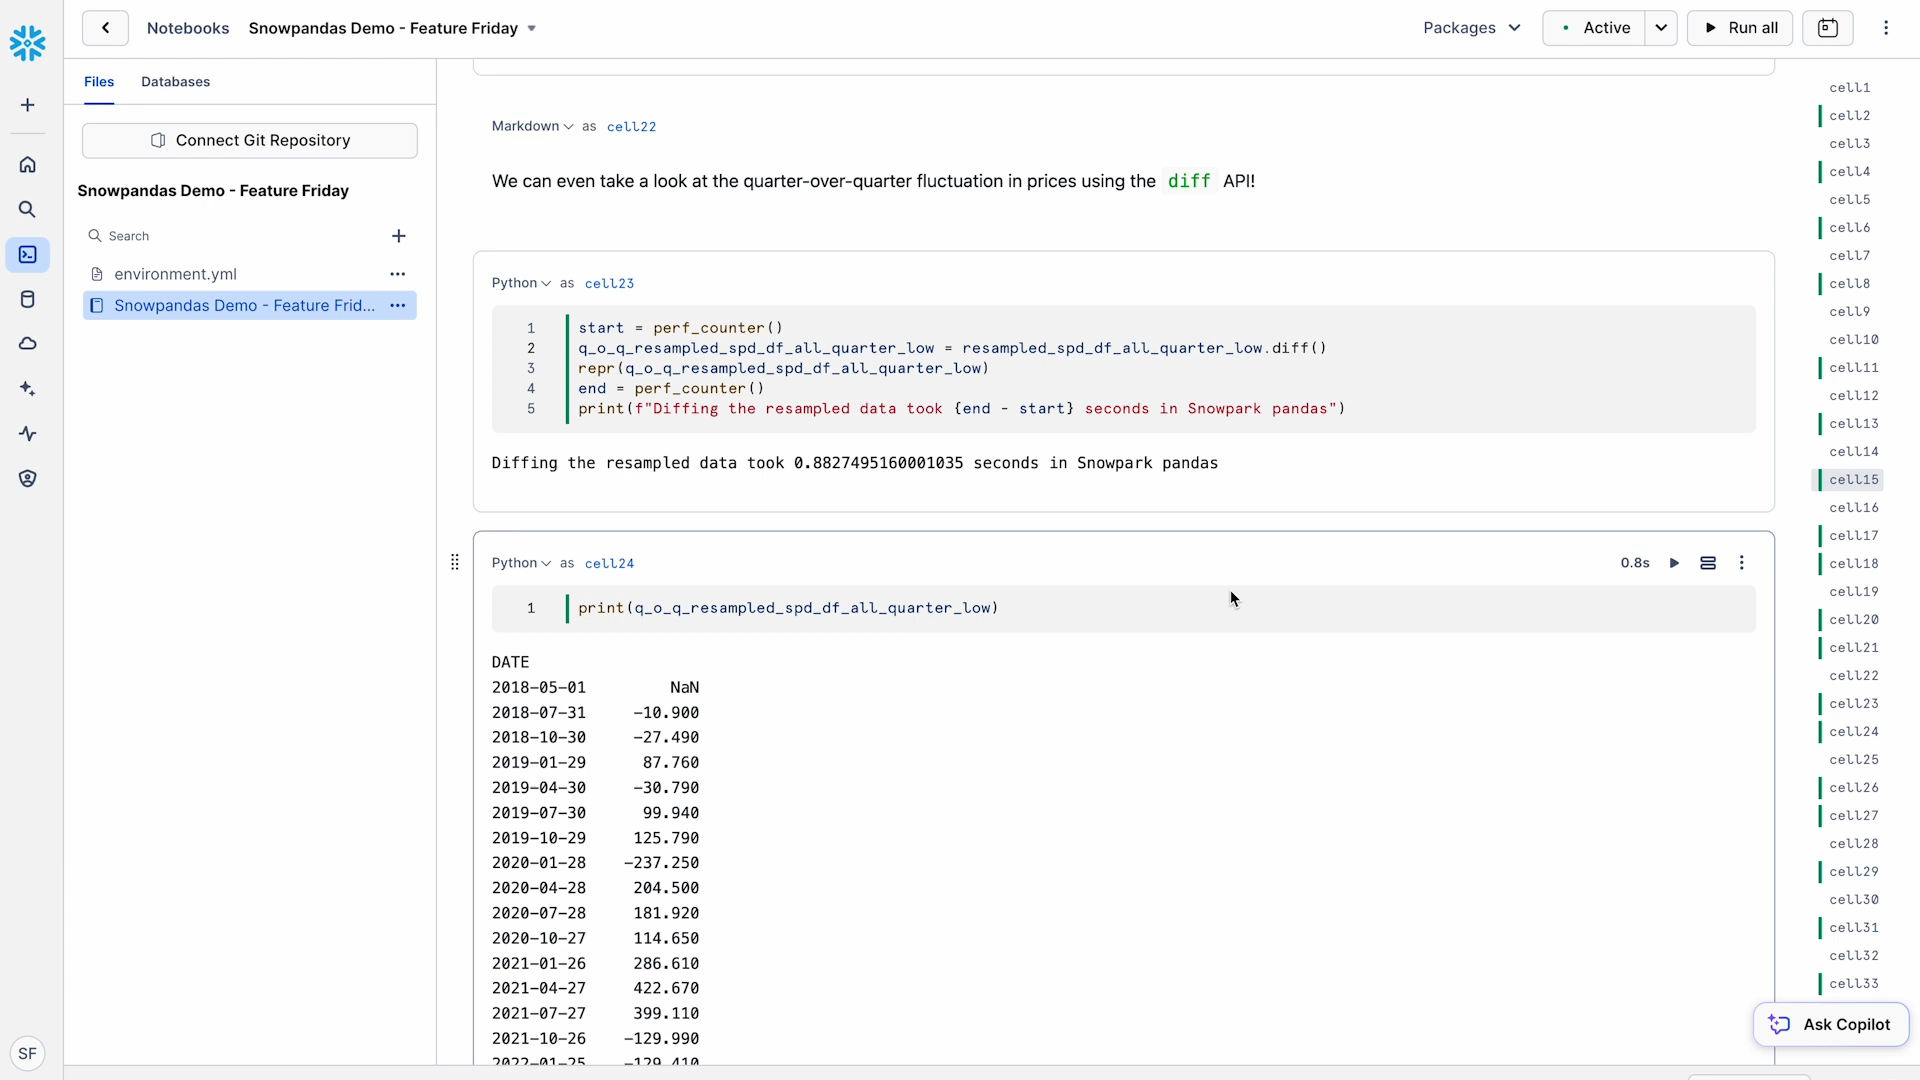 Notebooks Snowpandas Demo - Feature Friday
Packages Active Run all
Files Databases
Connect Git Repository
Snowpandas Demo - Feature Friday
Search
environment.yml
Snowpandas Demo - Feature Frid...
SF
Markdown as cell22
We can even take a look at the quarter-over-quarter fluctuation in prices using the diff API!
Python as cell23
1 start = perf_counter()
2 q_o_q_resampled_spd_df_all_quarter_low = resampled_spd_df_all_quarter_low.diff()
3 repr(q_o_q_resampled_spd_df_all_quarter_low)
4 end = perf_counter()
5 print(f"Diffing the resampled data took {end - start} seconds in Snowpark pandas")
Diffing the resampled data took 0.8827495160001035 seconds in Snowpark pandas
Python as cell24 0.8s
1 print(q_o_q_resampled_spd_df_all_quarter_low)
DATE
2018-05-01 NaN
2018-07-31 -10.900
2018-10-30 -27.490
2019-01-29 87.760
2019-04-30 -30.790
2019-07-30 99.940
2019-10-29 125.790
2020-01-28 -237.250
2020-04-28 204.500
2020-07-28 181.920
2020-10-27 114.650
2021-01-26 286.610
2021-04-27 422.670
2021-07-27 399.110
2021-10-26 -129.990
2022-01-25 -129.410
cell1
cell2
cell3
cell4
cell5
cell6
cell7
cell8
cell9
cell10
cell11
cell12
cell13
cell14
cell15
cell16
cell17
cell18
cell19
cell20
cell21
cell22
cell23
cell24
cell25
cell26
cell27
cell28
cell29
cell30
cell31
cell32
cell33
Ask Copilot